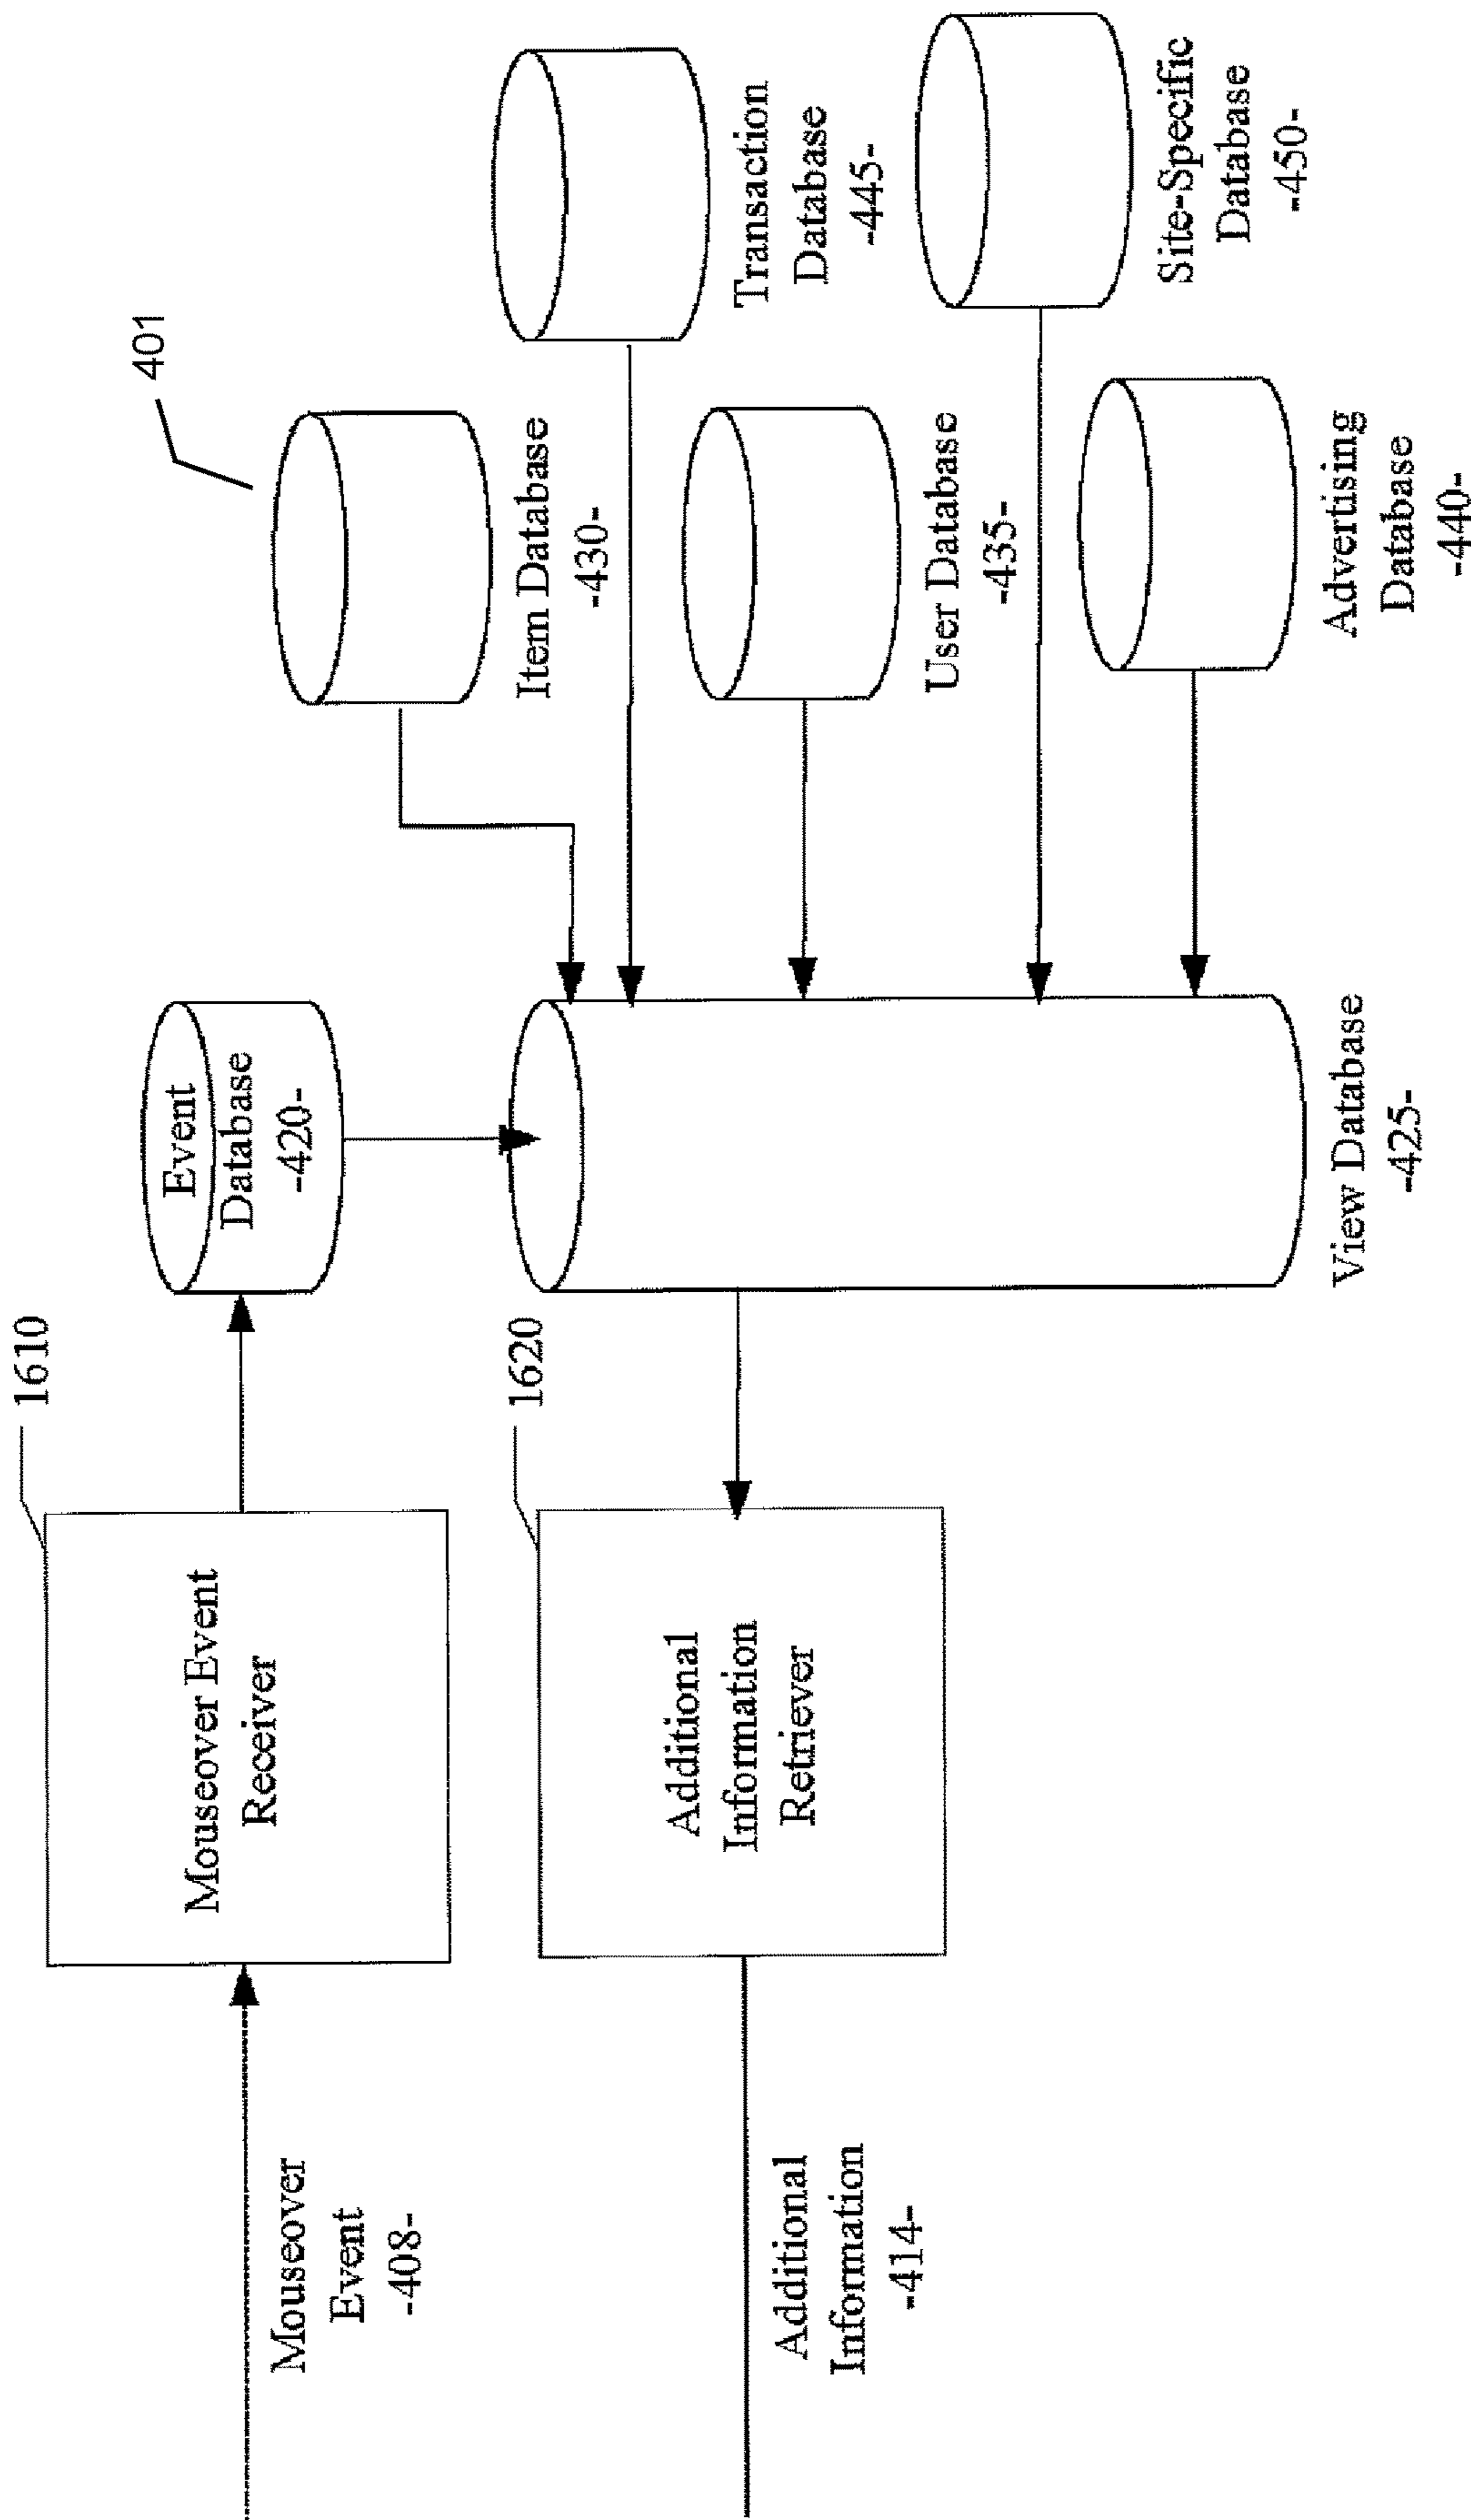 Mouseover
Event
-408-
Mouseover Event
Receiver
1610
Event
Database
-420-
401
Item Database
-430-
Transaction
Database
-445-
Additional
Information
-414-
Additional
Information
Retriever
1620
View Database
-425-
User Database
-435-
Site-Specific
Database
-450-
Advertising
Database
-440-